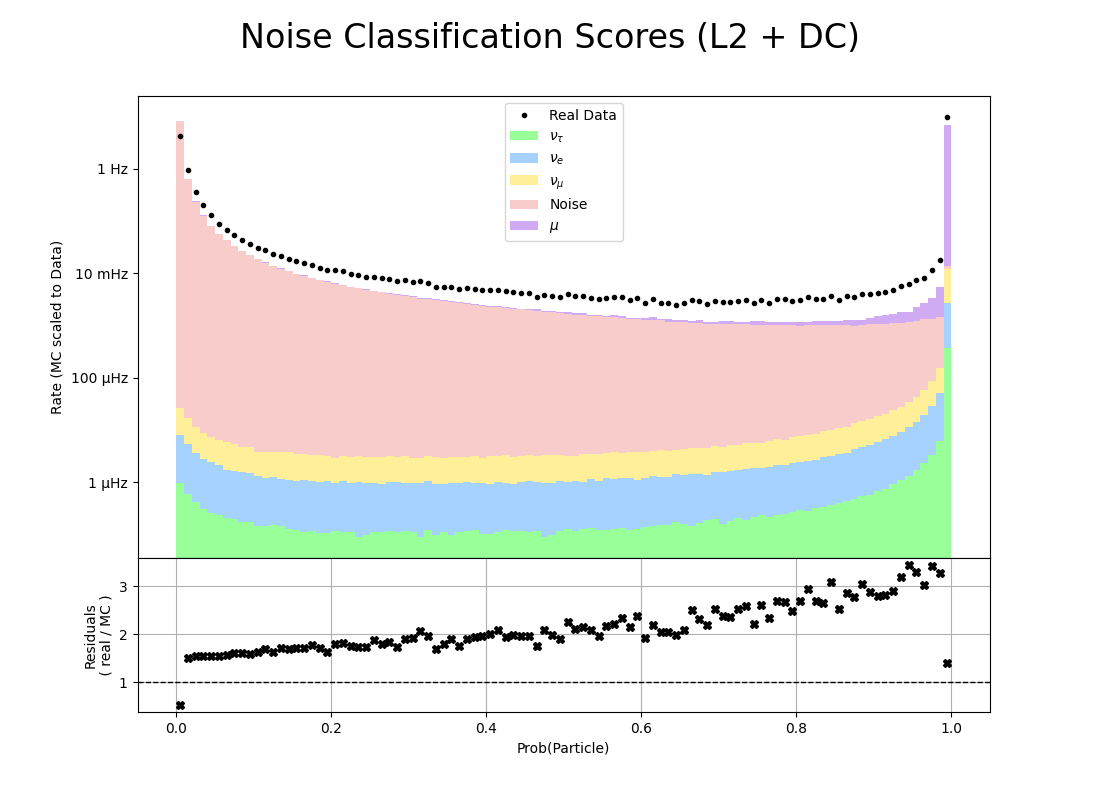 Noise Classification Scores (L2 + DC)
Real Data
ν_τ
ν_e
ν_μ
Noise
μ
Rate (MC scaled to Data)
1 Hz
10 mHz
100 µHz
1 µHz
Residuals
( real / MC )
3
2
1
0.0 0.2 0.4 0.6 0.8 1.0
Prob(Particle)